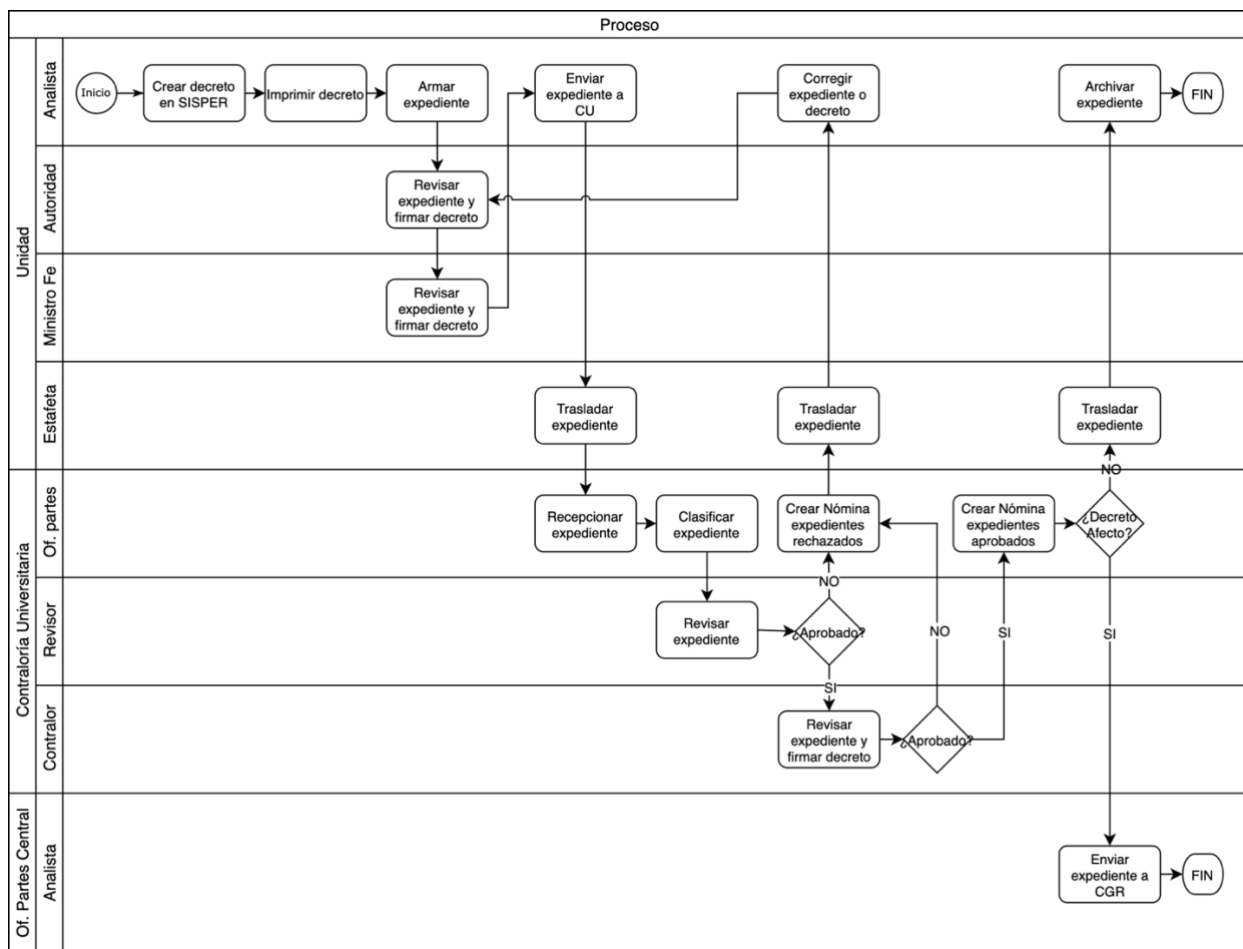 Proceso
Unidad
Analista
Inicio
Crear decreto
en SISPER
Imprimir decreto
Armar
expediente
Enviar
expediente a
CU
Corregir
expediente o
decreto
Archivar
expediente
FIN
Autoridad
Revisar
expediente y
firmar decreto
Ministro Fe
Revisar
expediente y
firmar decreto
Estafeta
Trasladar
expediente
Trasladar
expediente
Trasladar
expediente
NO
Contraloría Universitaria
Of. partes
Recepcionar
expediente
Clasificar
expediente
Crear Nómina
expedientes
rechazados
Crear Nómina
expedientes
aprobados
¿Decreto
Afecto?
NO
Revisor
Revisar
expediente
¿Aprobado?
NO
SI
SI
SI
Contralor
Revisar
expediente y
firmar decreto
¿Aprobado?
Of. Partes Central
Analista
Enviar
expediente a
CGR
FIN